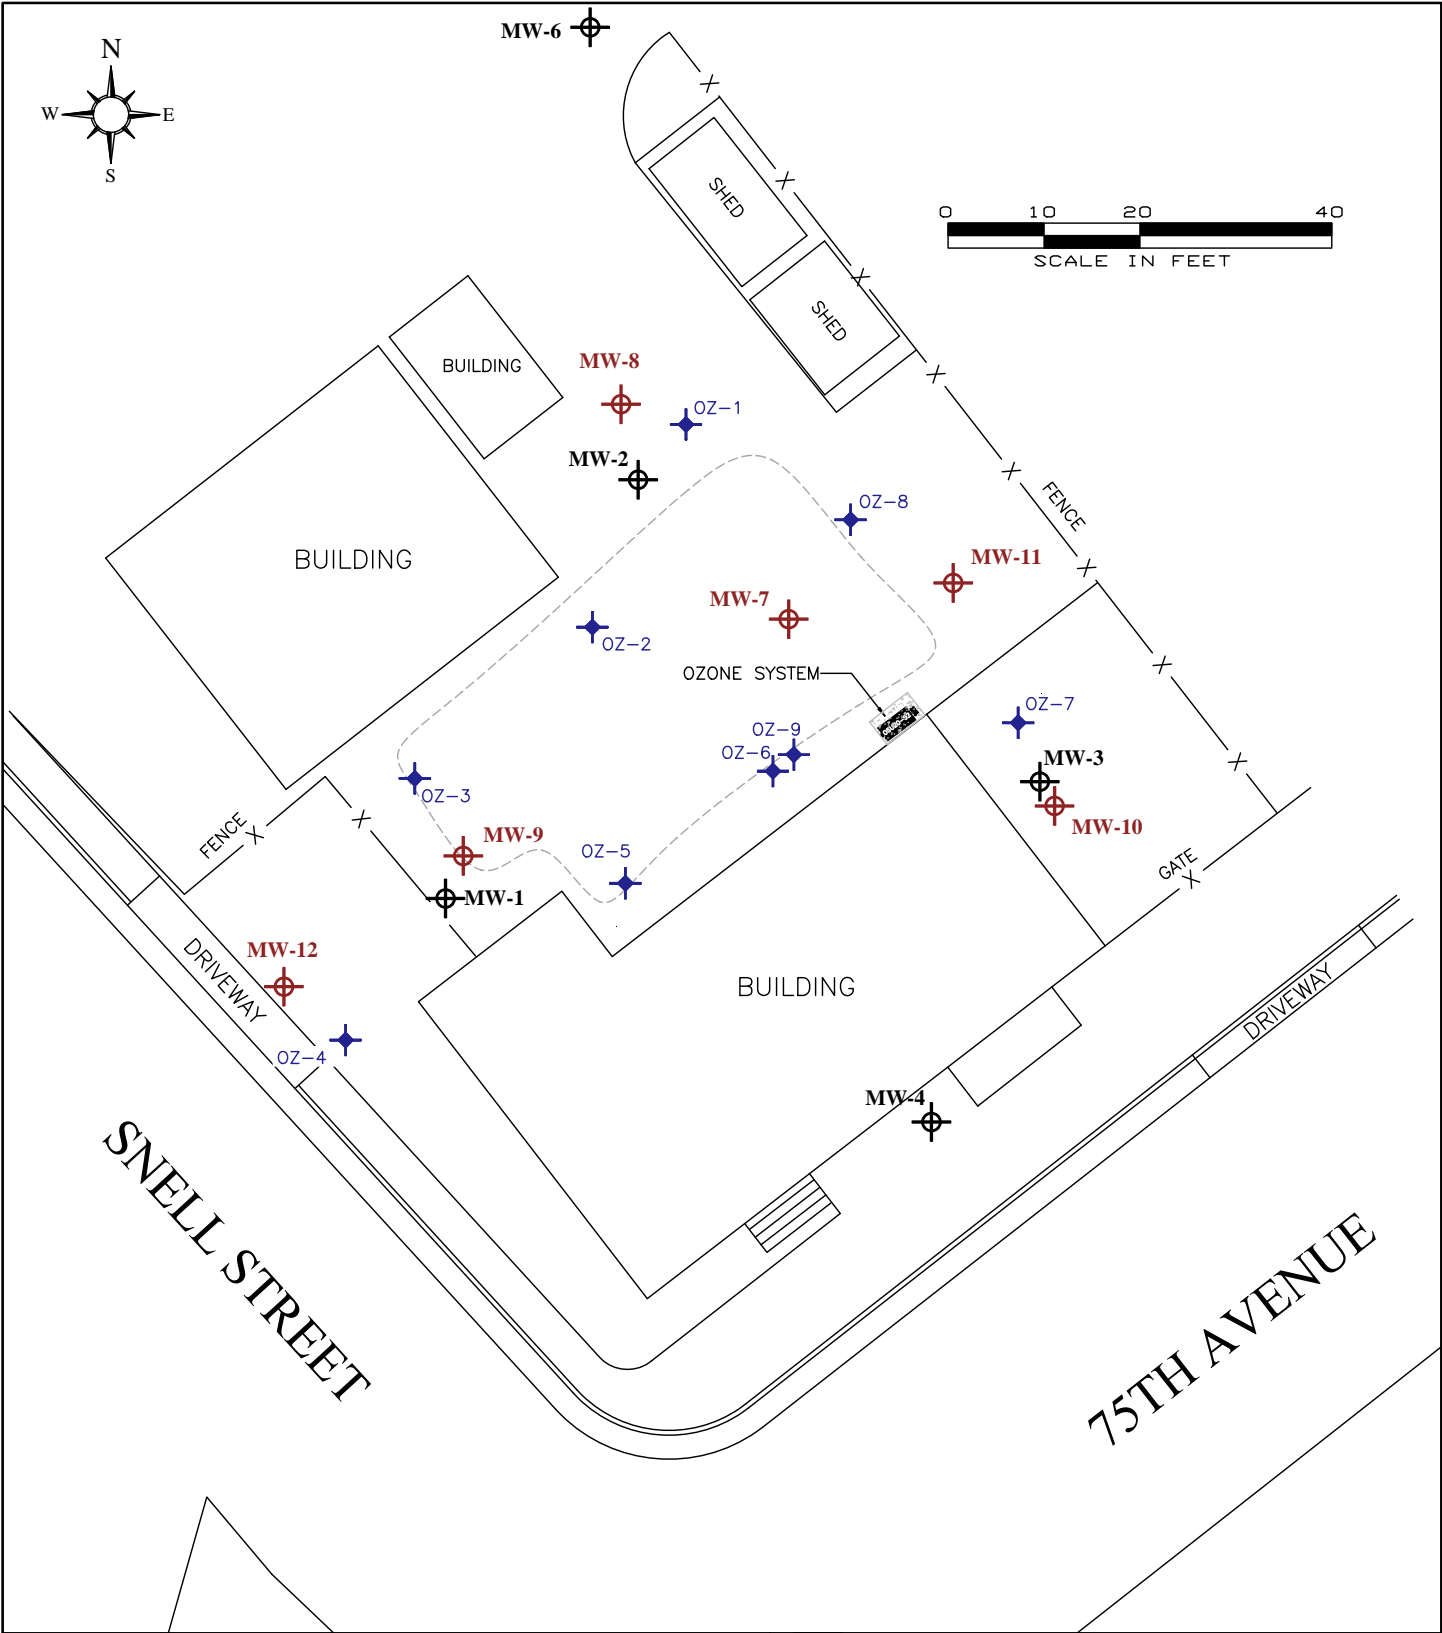 MW-6
N
W
E
S
SHED
0
10
20
40
SCALE IN FEET
SHED
MW-8
BUILDING
OZ-1
MW-2
OZ-8
FENCE
BUILDING
MW-11
MW-7
OZ-2
OZONE SYSTEM
OZ-7
OZ-9
OZ-6
MW-3
OZ-3
MW-10
FENCE
MW-9
OZ-5
GATE
MW-1
MW-12
DRIVEWAY
BUILDING
DRIVEWAY
OZ-4
MW-4
SNELL STREET
75TH AVENUE